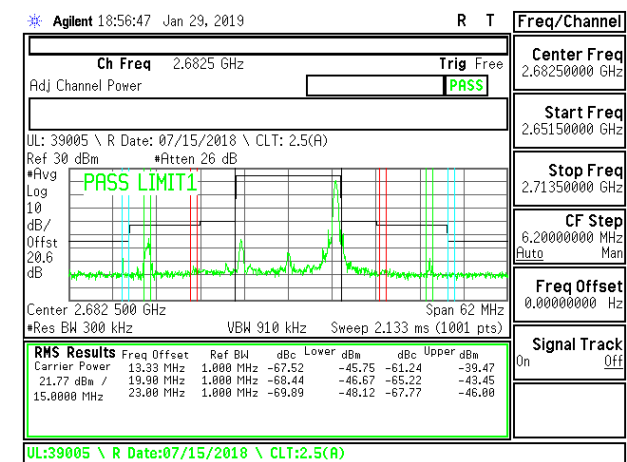 Agilent 18:56:47 Jan 29, 2019 R T
Freq/Channel
Ch Freq 2.6825 GHz Trig Free
Adj Channel Power PASS
Center Freq
2.68250000 GHz
Start Freq
2.65150000 GHz
Stop Freq
2.71350000 GHz
CF Step
6.20000000 MHz
Auto Man
Freq Offset
0.00000000 Hz
Signal Track
On Off
UL: 39005 \ R Date: 07/15/2018 \ CLT: 2.5(A)
Ref 30 dBm #Atten 26 dB
#Avg
Log
10
dB/
Offst
20.6
dB
PASS LIMIT1
Center 2.682 500 GHz Span 62 MHz
#Res BW 300 kHz VBW 910 kHz Sweep 2.133 ms (1001 pts)
RMS Results Freq Offset Ref BW dBc Lower dBm dBc Upper dBm
Carrier Power 13.33 MHz 1.000 MHz -67.52 -45.75 -61.24 -39.47
21.77 dBm / 19.90 MHz 1.000 MHz -68.44 -46.67 -65.22 -43.45
15.0000 MHz 23.00 MHz 1.000 MHz -69.89 -48.12 -67.77 -46.00
UL:39005 \ R Date:07/15/2018 \ CLT:2.5(A)